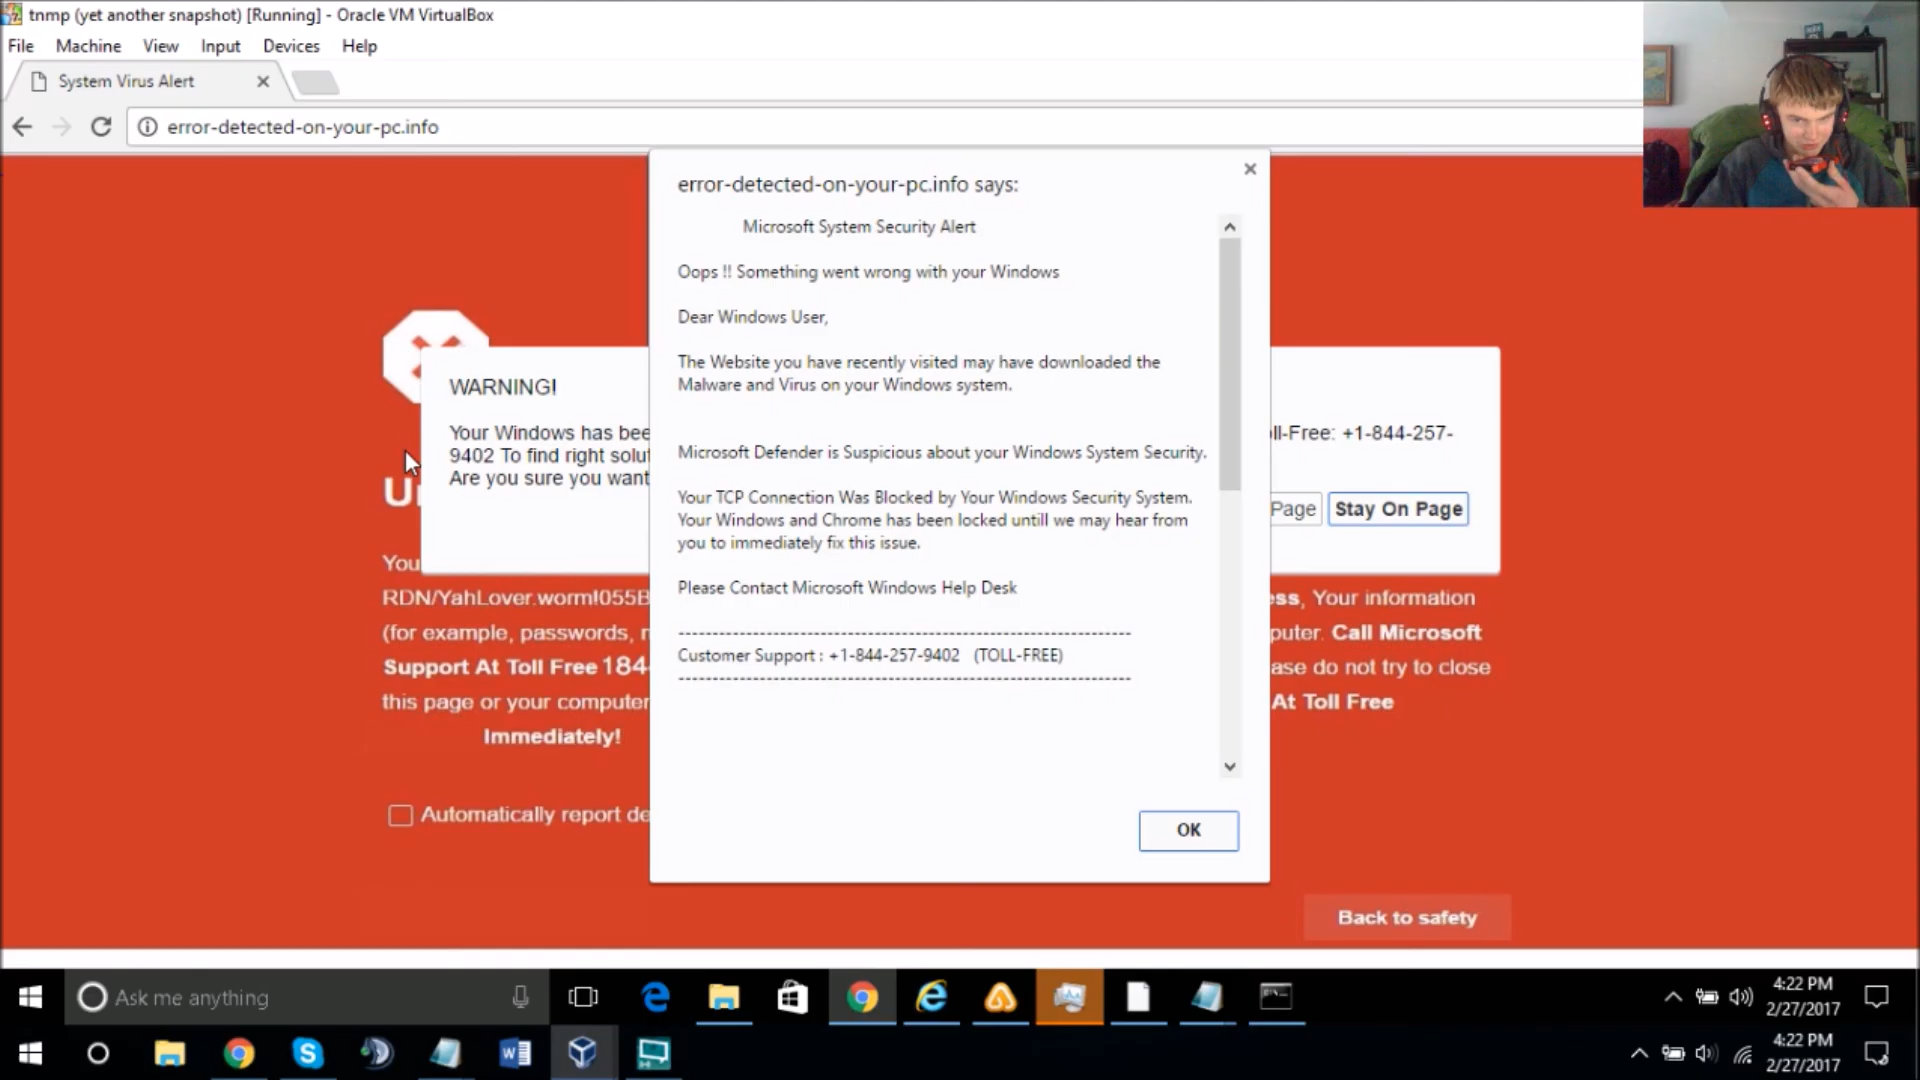 tnmp (yet another snapshot) [Running] - Oracle VM VirtualBox
File Machine View Input Devices Help
System Virus Alert
error-detected-on-your-pc.info
error-detected-on-your-pc.info says:
Microsoft System Security Alert
Oops !! Something went wrong with your Windows
Dear Windows User,
The Website you have recently visited may have downloaded the
Malware and Virus on your Windows system.
Microsoft Defender is Suspicious about your Windows System Security.
Your TCP Connection Was Blocked by Your Windows Security System.
Your Windows and Chrome has been locked untill we may hear from
you to immediately fix this issue.
Please Contact Microsoft Windows Help Desk
--------------------------------------------------------------------
Customer Support : +1-844-257-9402 (TOLL-FREE)
--------------------------------------------------------------------
OK
WARNING!
Your Windows has
9402 To find right
Are you sure you want
+1-844-257-
Page
Stay On Page
RDN/YahLover.worm!055B
(for example, passwords,
Support At Toll Free 184
this page or your computer
Immediately!
Your information
Call Microsoft
do not try to close
At Toll Free
Automatically report
Back to safety
Ask me anything
4:22 PM
2/27/2017
4:22 PM
2/27/2017